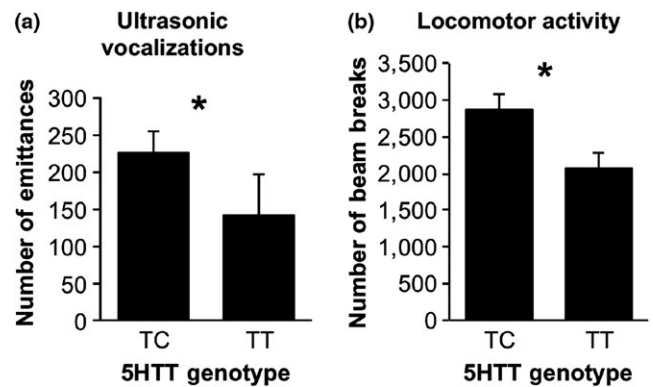 (a) Ultrasonic
vocalizations
*
Number of emittances
300
250
200
150
100
50
0
TC TT
5HTT genotype
(b) Locomotor activity
*
Number of beam breaks
3,500
3,000
2,500
2,000
1,500
1,000
500
0
TC TT
5HTT genotype